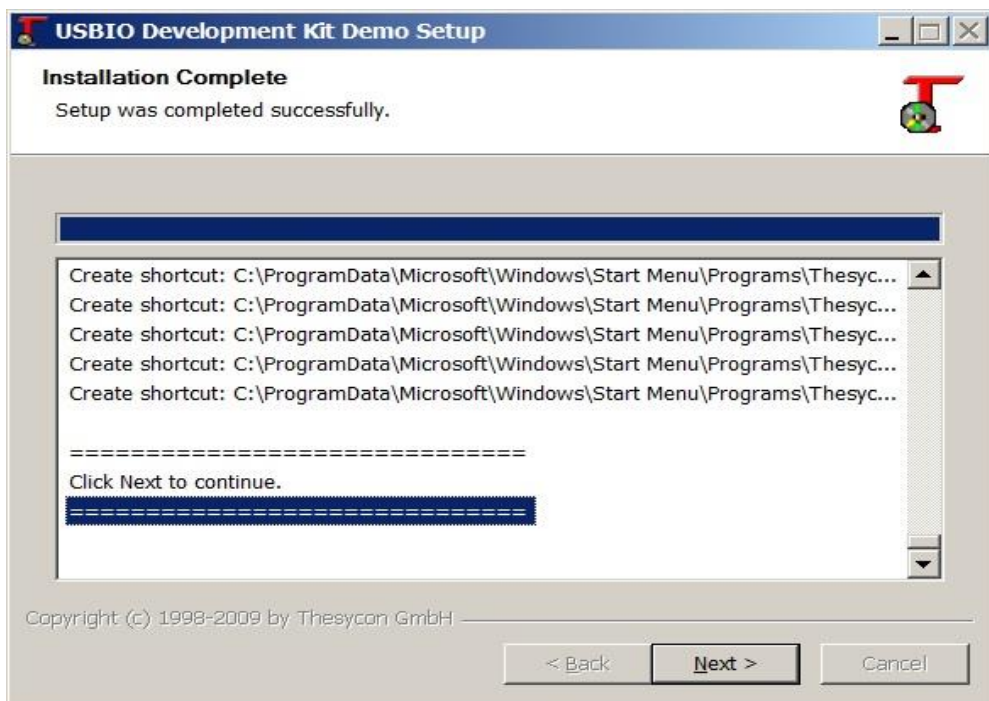 USBIO Development Kit Demo Setup
Installation Complete
Setup was completed successfully.
Create shortcut: C:\ProgramData\Microsoft\Windows\Start Menu\Programs\Thesyc...
Create shortcut: C:\ProgramData\Microsoft\Windows\Start Menu\Programs\Thesyc...
Create shortcut: C:\ProgramData\Microsoft\Windows\Start Menu\Programs\Thesyc...
Create shortcut: C:\ProgramData\Microsoft\Windows\Start Menu\Programs\Thesyc...
Create shortcut: C:\ProgramData\Microsoft\Windows\Start Menu\Programs\Thesyc...
==============================
Click Next to continue.
==============================
Copyright (c) 1998-2009 by Thesycon GmbH
< Back Next > Cancel